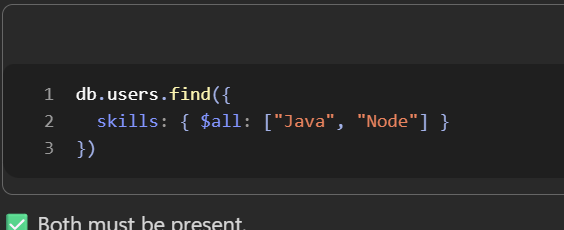 1 db.users.find({
2   skills: { $all: ["Java", "Node"] }
3 })
✅ Both must be present.